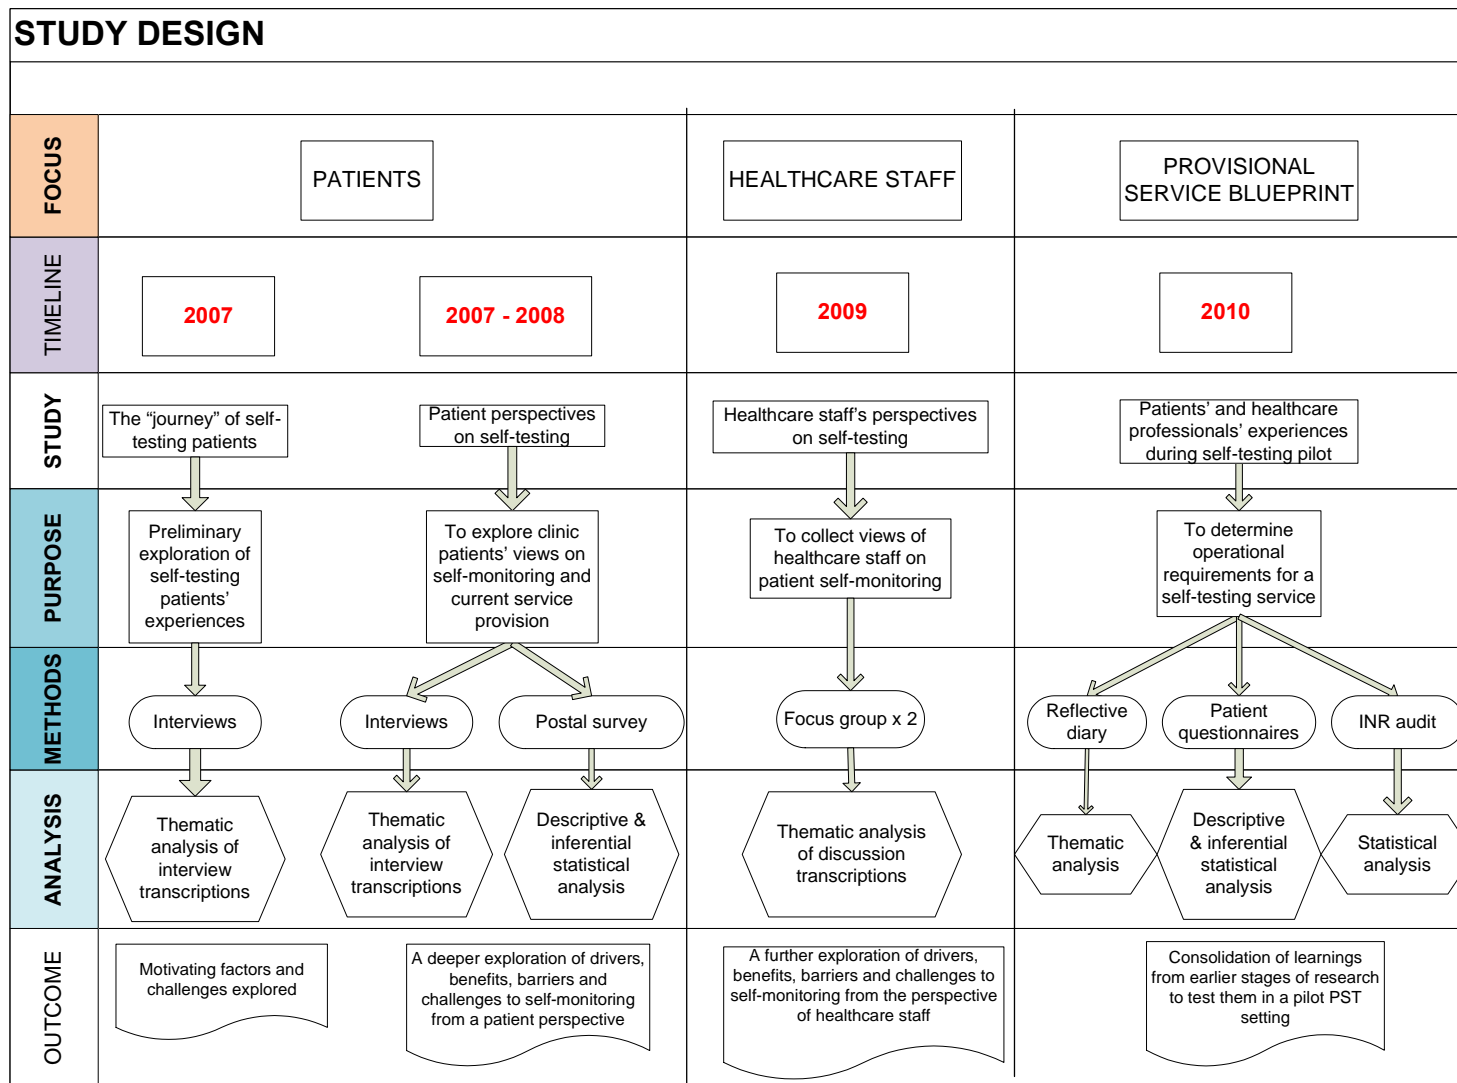 STUDY DESIGN
FOCUS
PATIENTS
HEALTHCARE STAFF
PROVISIONAL
SERVICE BLUEPRINT
TIMELINE
2007
2007 - 2008
2009
2010
STUDY
The “journey” of self-
testing patients
Patient perspectives
on self-testing
Healthcare staff’s perspectives
on self-testing
Patients’ and healthcare
professionals’ experiences
during self-testing pilot
PURPOSE
Preliminary
exploration of
self-testing
patients’
experiences
To explore clinic
patients’ views on
self-monitoring and
current service
provision
To collect views of
healthcare staff on
patient self-monitoring
To determine
operational
requirements for a
self-testing service
METHODS
Interviews
Interviews
Postal survey
Focus group x 2
Reflective
diary
Patient
questionnaires
INR audit
ANALYSIS
Thematic
analysis of
interview
transcriptions
Thematic
analysis of
interview
transcriptions
Descriptive &
inferential
statistical
analysis
Thematic analysis
of discussion
transcriptions
Thematic
analysis
Descriptive
& inferential
statistical
analysis
Statistical
analysis
OUTCOME
Motivating factors and
challenges explored
A deeper exploration of drivers,
benefits, barriers and
challenges to self-monitoring
from a patient perspective
A further exploration of drivers,
benefits, barriers and challenges to
self-monitoring from the perspective
of healthcare staff
Consolidation of learnings
from earlier stages of research
to test them in a pilot PST
setting